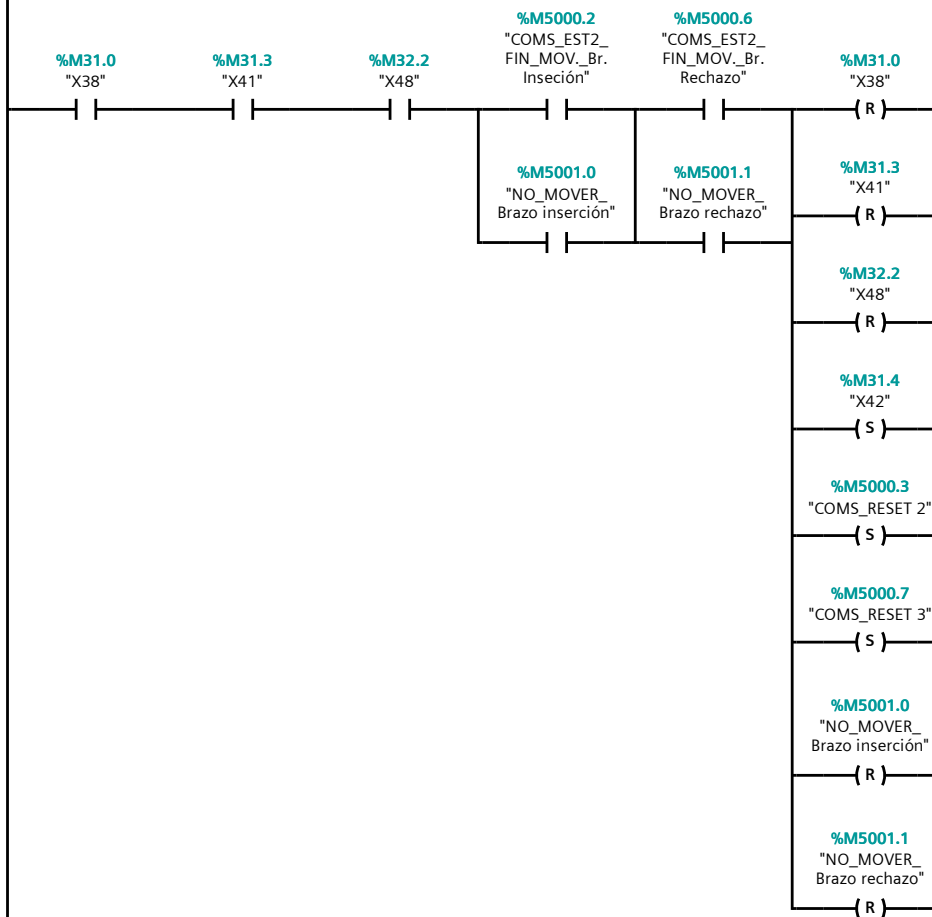 %M31.0
"X38"
%M31.3
"X41"
%M32.2
"X48"
%M5000.2
"COMS_EST2_
FIN_MOV._Br.
Inseción"
%M5000.6
"COMS_EST2_
FIN_MOV._Br.
Rechazo"
%M31.0
"X38"
R
%M5001.0
"NO_MOVER_
Brazo inserción"
%M5001.1
"NO_MOVER_
Brazo rechazo"
%M31.3
"X41"
R
%M32.2
"X48"
R
%M31.4
"X42"
S
%M5000.3
"COMS_RESET 2"
S
%M5000.7
"COMS_RESET 3"
S
%M5001.0
"NO_MOVER_
Brazo inserción"
R
%M5001.1
"NO_MOVER_
Brazo rechazo"
R